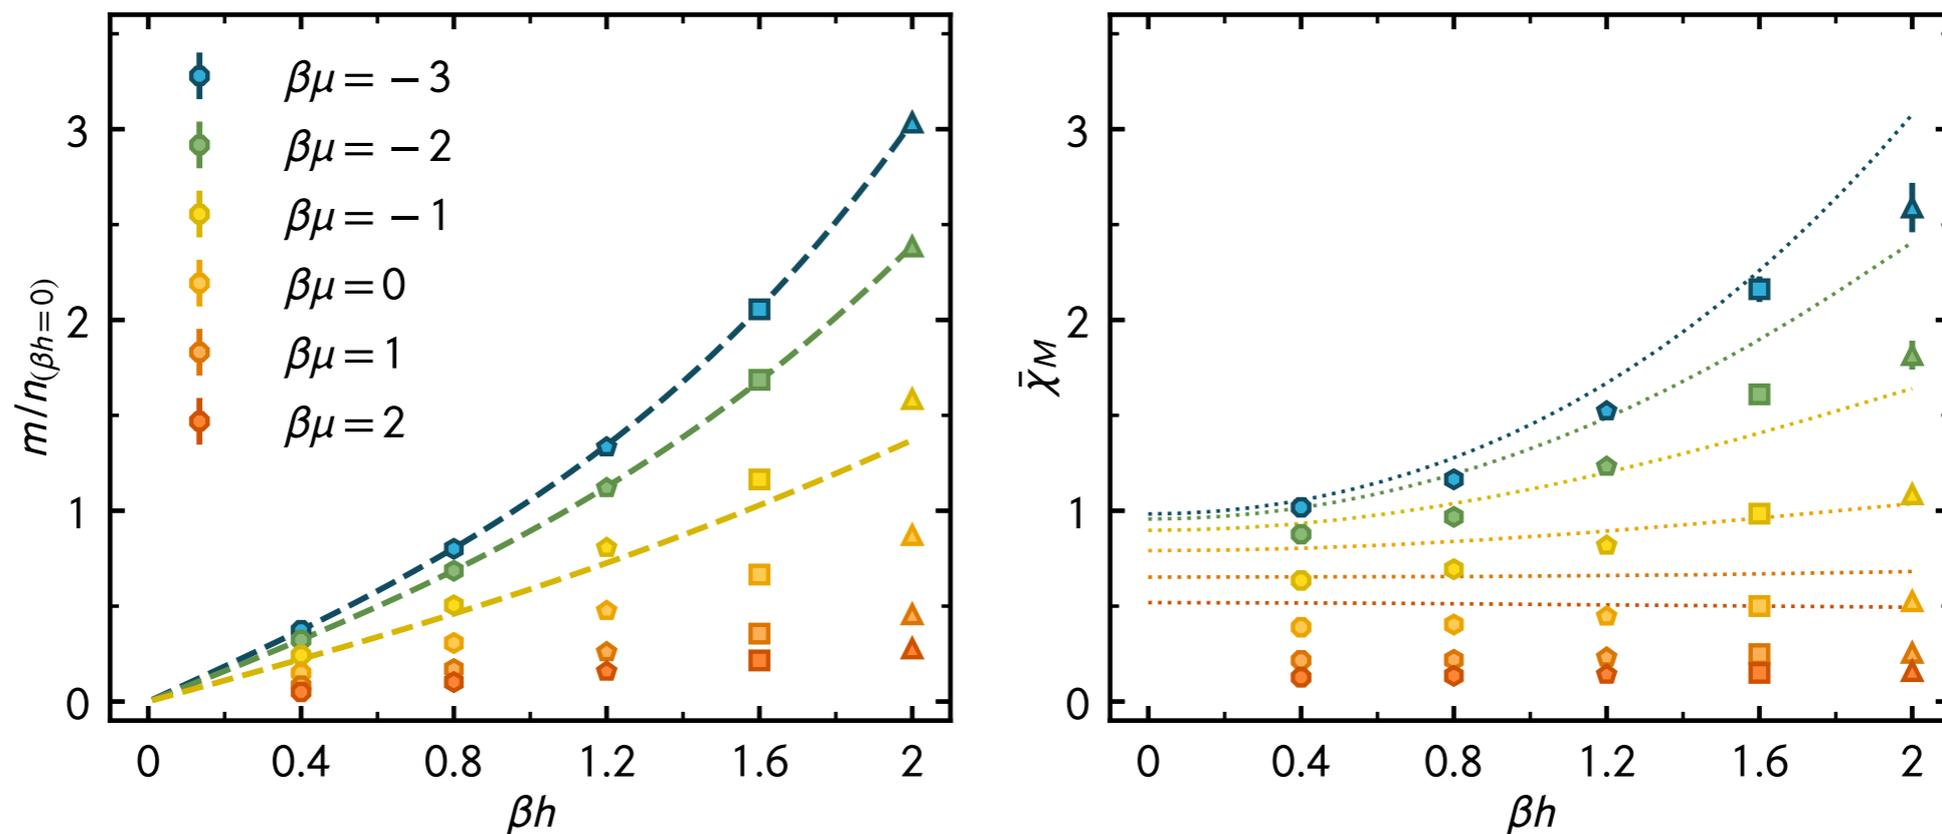 βμ = −3
βμ = −2
βμ = −1
βμ = 0
βμ = 1
βμ = 2
m/n(βh=0)
3
2
1
0
0 0.4 0.8 1.2 1.6 2
βh
χ̄M
3
2
1
0
0 0.4 0.8 1.2 1.6 2
βh